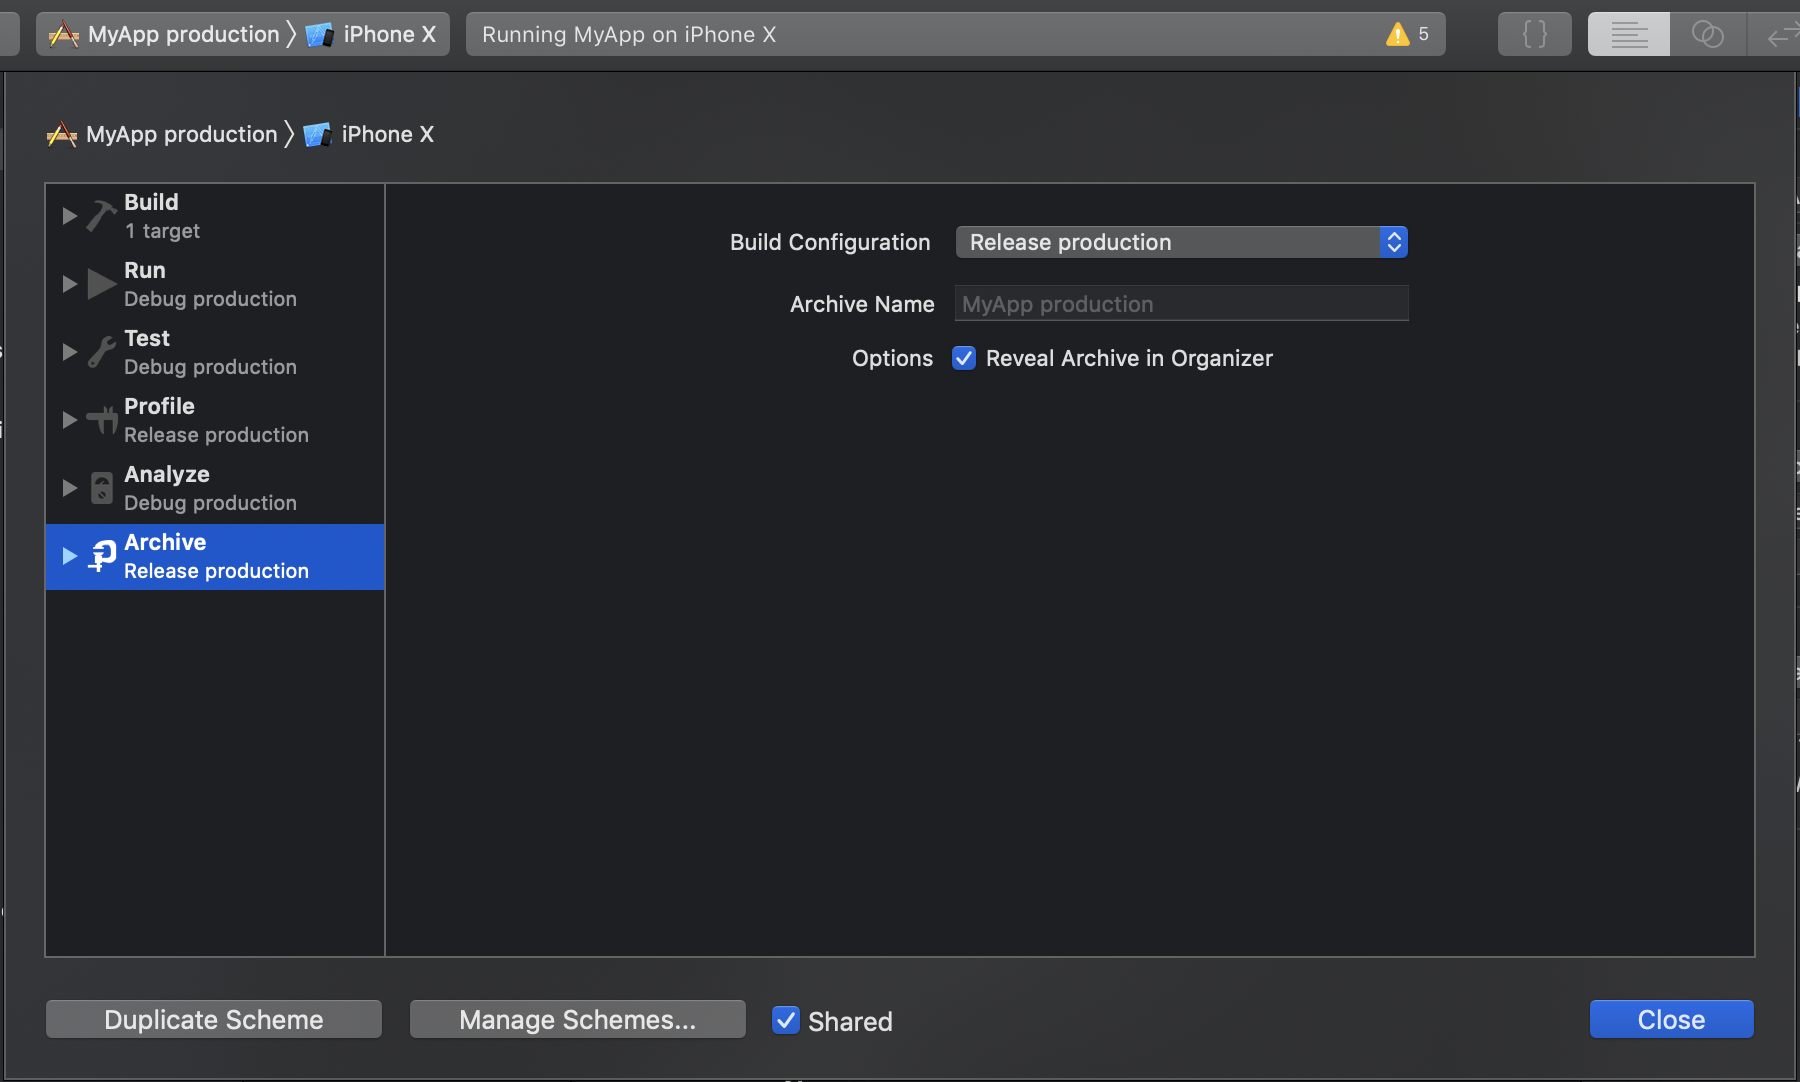 MyApp production
iPhone X
Running MyApp on iPhone X
5
{ }
MyApp production
iPhone X
Build
1 target
Run
Debug production
Test
Debug production
Profile
Release production
Analyze
Debug production
Archive
Release production
Build Configuration
Release production
Archive Name
MyApp production
Options
Reveal Archive in Organizer
Duplicate Scheme
Manage Schemes...
Shared
Close